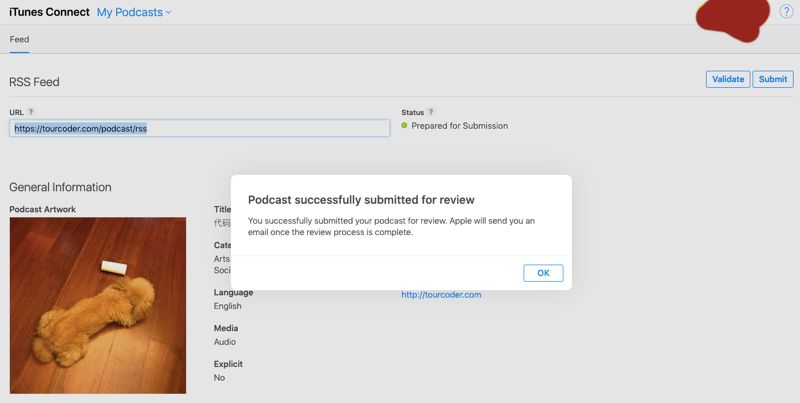 iTunes Connect My Podcasts
?
Feed
RSS Feed
Validate Submit
URL ?
Status ?
https://tourcoder.com/podcast/rss
Prepared for Submission
Podcast successfully submitted for review
You successfully submitted your podcast for review. Apple will send you an
email once the review process is complete.
OK
General Information
Podcast Artwork
Title
代码
Arts
Language
English
http://tourcoder.com
Media
Audio
Explicit
No